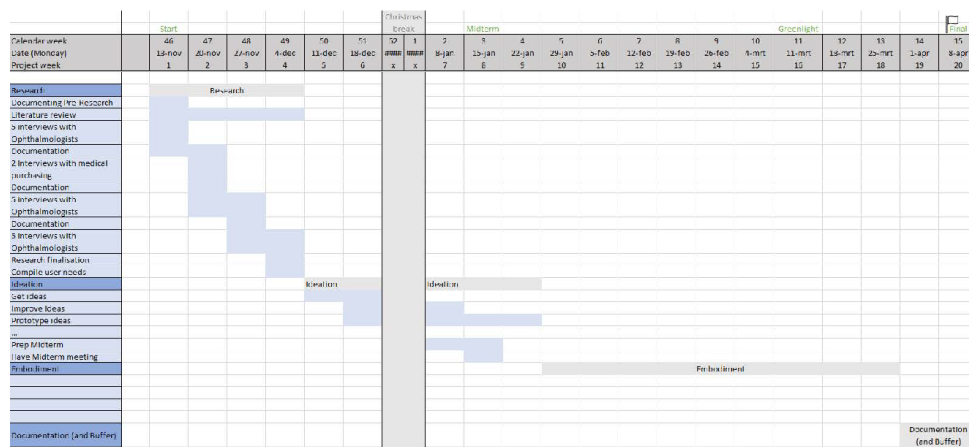 Christmas
Start break Midterm Greenlight Final
Calendar week 46 47 48 49 50 51 52 1 2 3 4 5 6 7 8 9 10 11 12 13 14 15
Date (Monday) 13-nov 20-nov 27-nov 4-dec 11-dec 18-dec #### #### 8-jan 15-jan 22-jan 29-jan 5-feb 12-feb 19-feb 26-feb 4-mrt 11-mrt 18-mrt 25-mrt 1-apr 8-apr
Project week 1 2 3 4 5 6 x x 7 8 9 10 11 12 13 14 15 16 17 18 19 20
Research Research
Documenting Pre-Research
Literature review
5 interviews with
Ophthalmologists
Documentation
2 Interviews with medical
purchasing
Documentation
5 interviews with
Ophthalmologists
Documentation
5 interviews with
Ophthalmologists
Research finalisation
Compile user needs
Ideation Ideation Ideation
Get ideas
Improve Ideas
Prototype ideas
...
Prep Midterm
Have Midterm meeting
Embodiment Embodiment
Documentation (and Buffer) Documentation
(and Buffer)